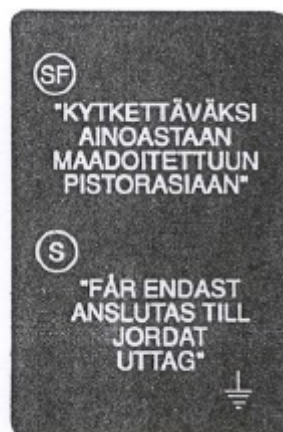 SF
"KYTKETTÄVÄKSI
AINOASTAAN
MAADOITETTUUN
PISTORASIAAN"
S
"FÅR ENDAST
ANSLUTAS TILL
JORDAT
UTTAG"